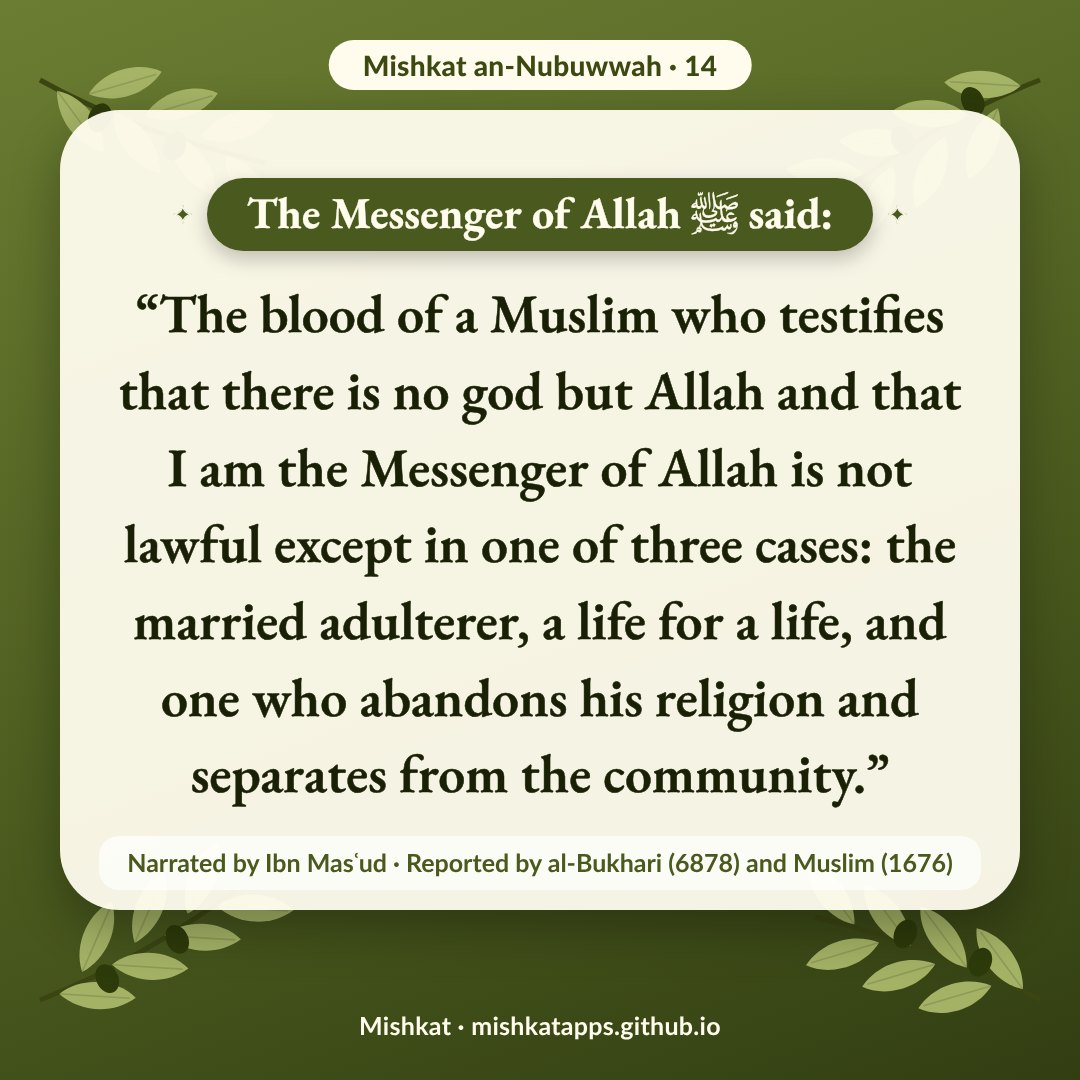 Mishkat an-Nubuwwah · 14
The Messenger of Allah ﷺ said:
“The blood of a Muslim who testifies
that there is no god but Allah and that
I am the Messenger of Allah is not
lawful except in one of three cases: the
married adulterer, a life for a life, and
one who abandons his religion and
separates from the community.”
Narrated by Ibn Masʿud · Reported by al-Bukhari (6878) and Muslim (1676)
Mishkat · mishkatapps.github.io